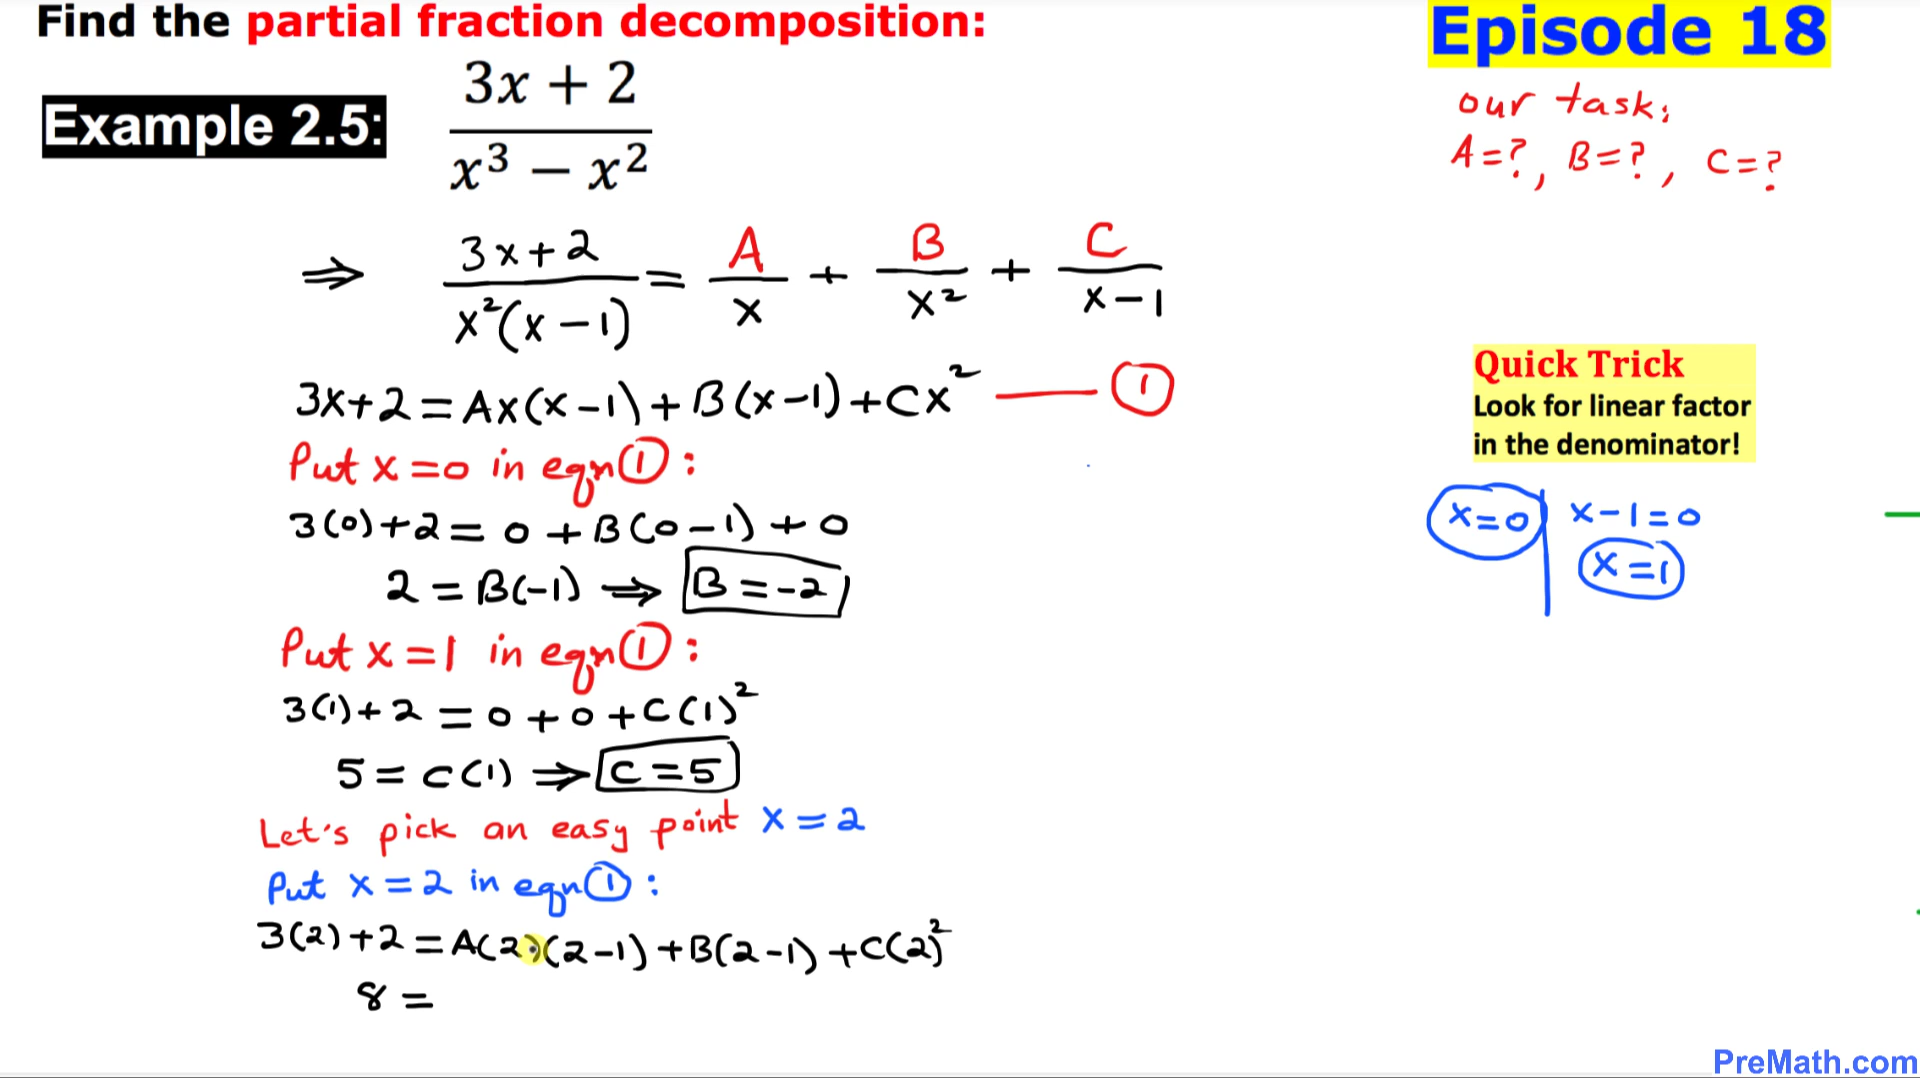 Find the partial fraction decomposition:
Episode 18
Example 2.5: (3x + 2)/(x³ − x²)
our task:
A=?, B=?, C=?
⇒ (3x+2)/(x²(x−1)) = A/x + B/x² + C/(x−1)
3x+2 = Ax(x−1) + B(x−1) + Cx² —— ①
Quick Trick
Look for linear factor
in the denominator!
x=0 | x−1=0
x=1
Put x=0 in eqn①:
3(0)+2 = 0 + B(0−1) + 0
2 = B(−1) ⇒ B = −2
Put x=1 in eqn①:
3(1)+2 = 0 + 0 + C(1)²
5 = C(1) ⇒ C = 5
Let's pick an easy point x = 2
Put x = 2 in eqn①:
3(2)+2 = A(2)(2−1) + B(2−1) + C(2)²
8 =
PreMath.com